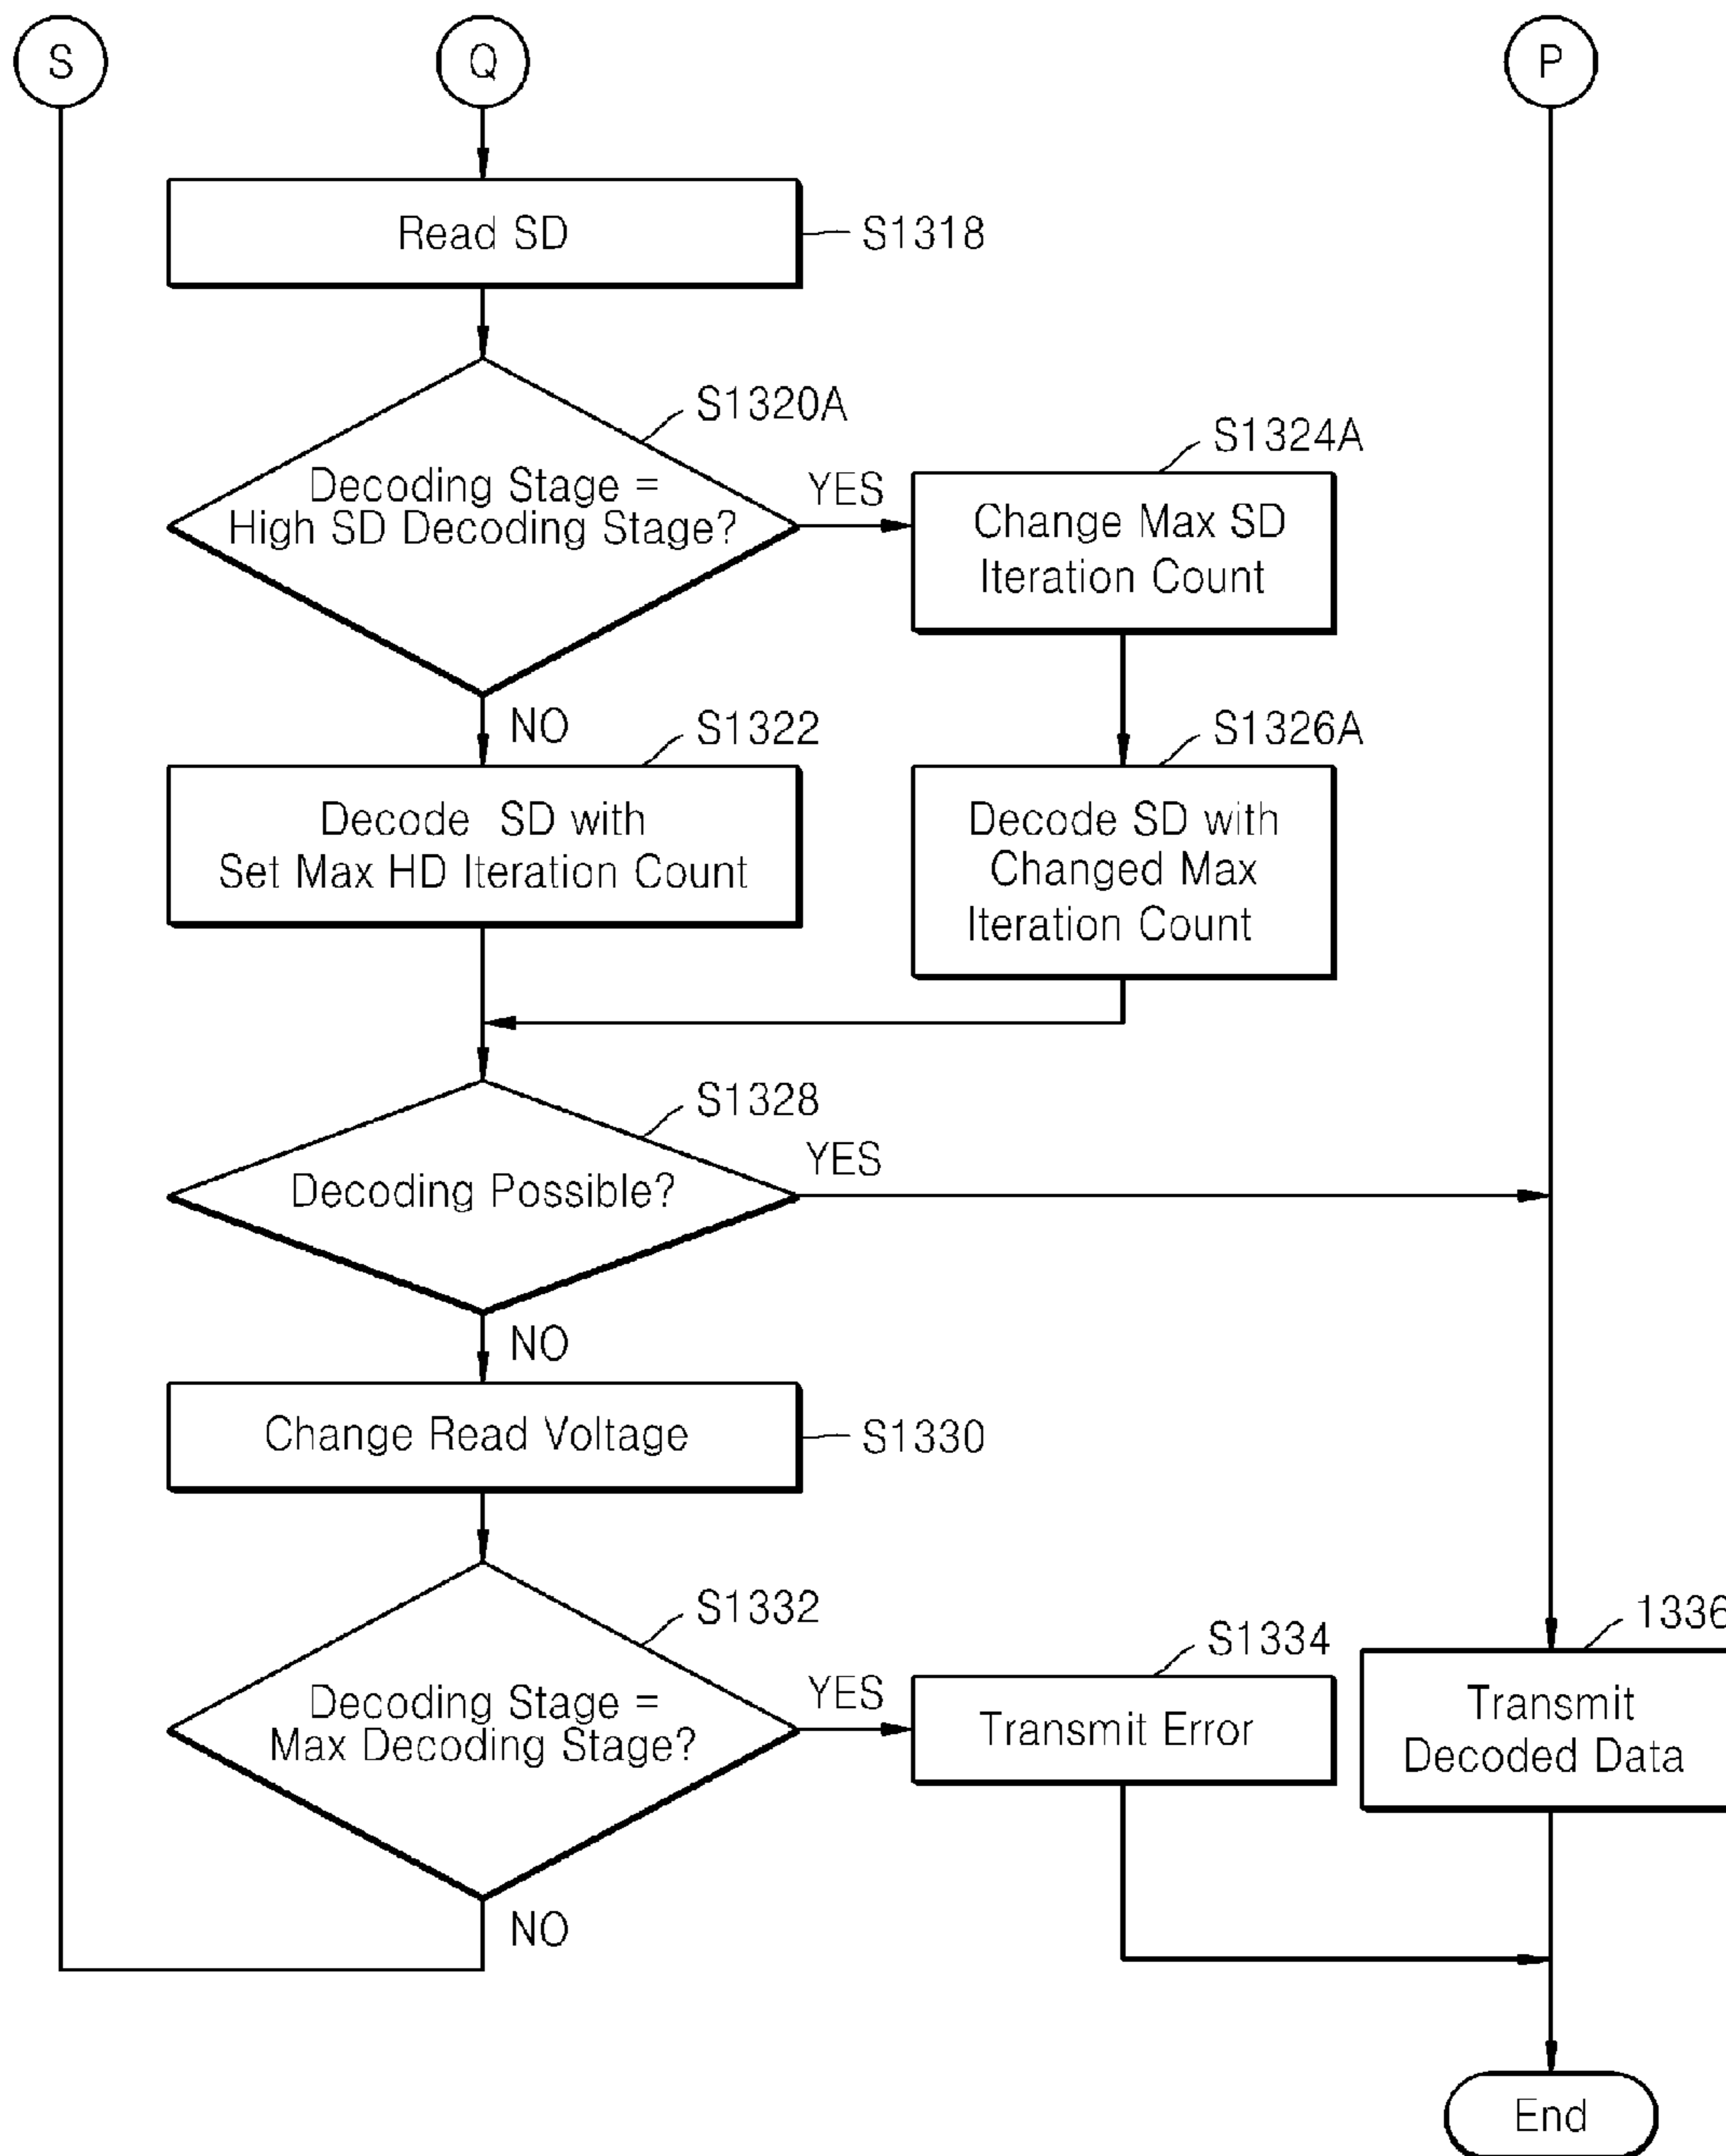 S
Q
P
Read SD
S1318
S1320A
Decoding Stage =
High SD Decoding Stage?
YES
S1324A
Change Max SD
Iteration Count
NO
S1322
Decode SD with
Set Max HD Iteration Count
S1326A
Decode SD with
Changed Max
Iteration Count
S1328
Decoding Possible?
YES
NO
Change Read Voltage
S1330
S1332
Decoding Stage =
Max Decoding Stage?
YES
S1334
Transmit Error
1336
Transmit
Decoded Data
NO
End